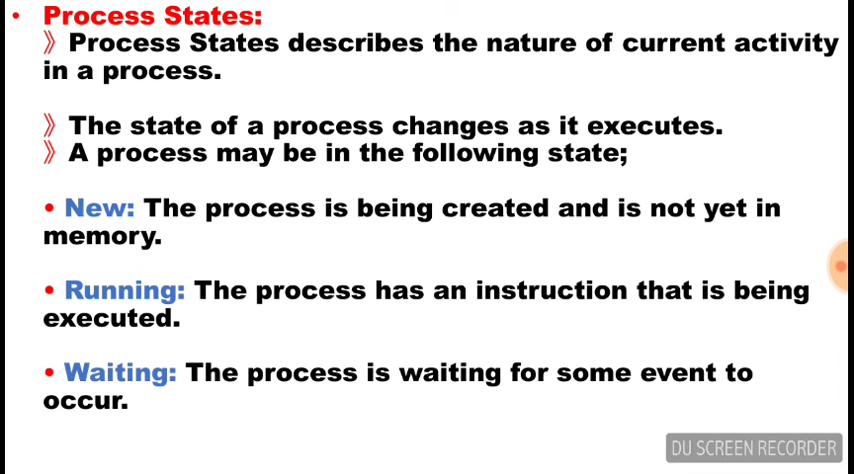 • Process States:
》 Process States describes the nature of current activity
in a process.
》 The state of a process changes as it executes.
》 A process may be in the following state;
• New: The process is being created and is not yet in
memory.
• Running: The process has an instruction that is being
executed.
• Waiting: The process is waiting for some event to
occur.
DU SCREEN RECORDER